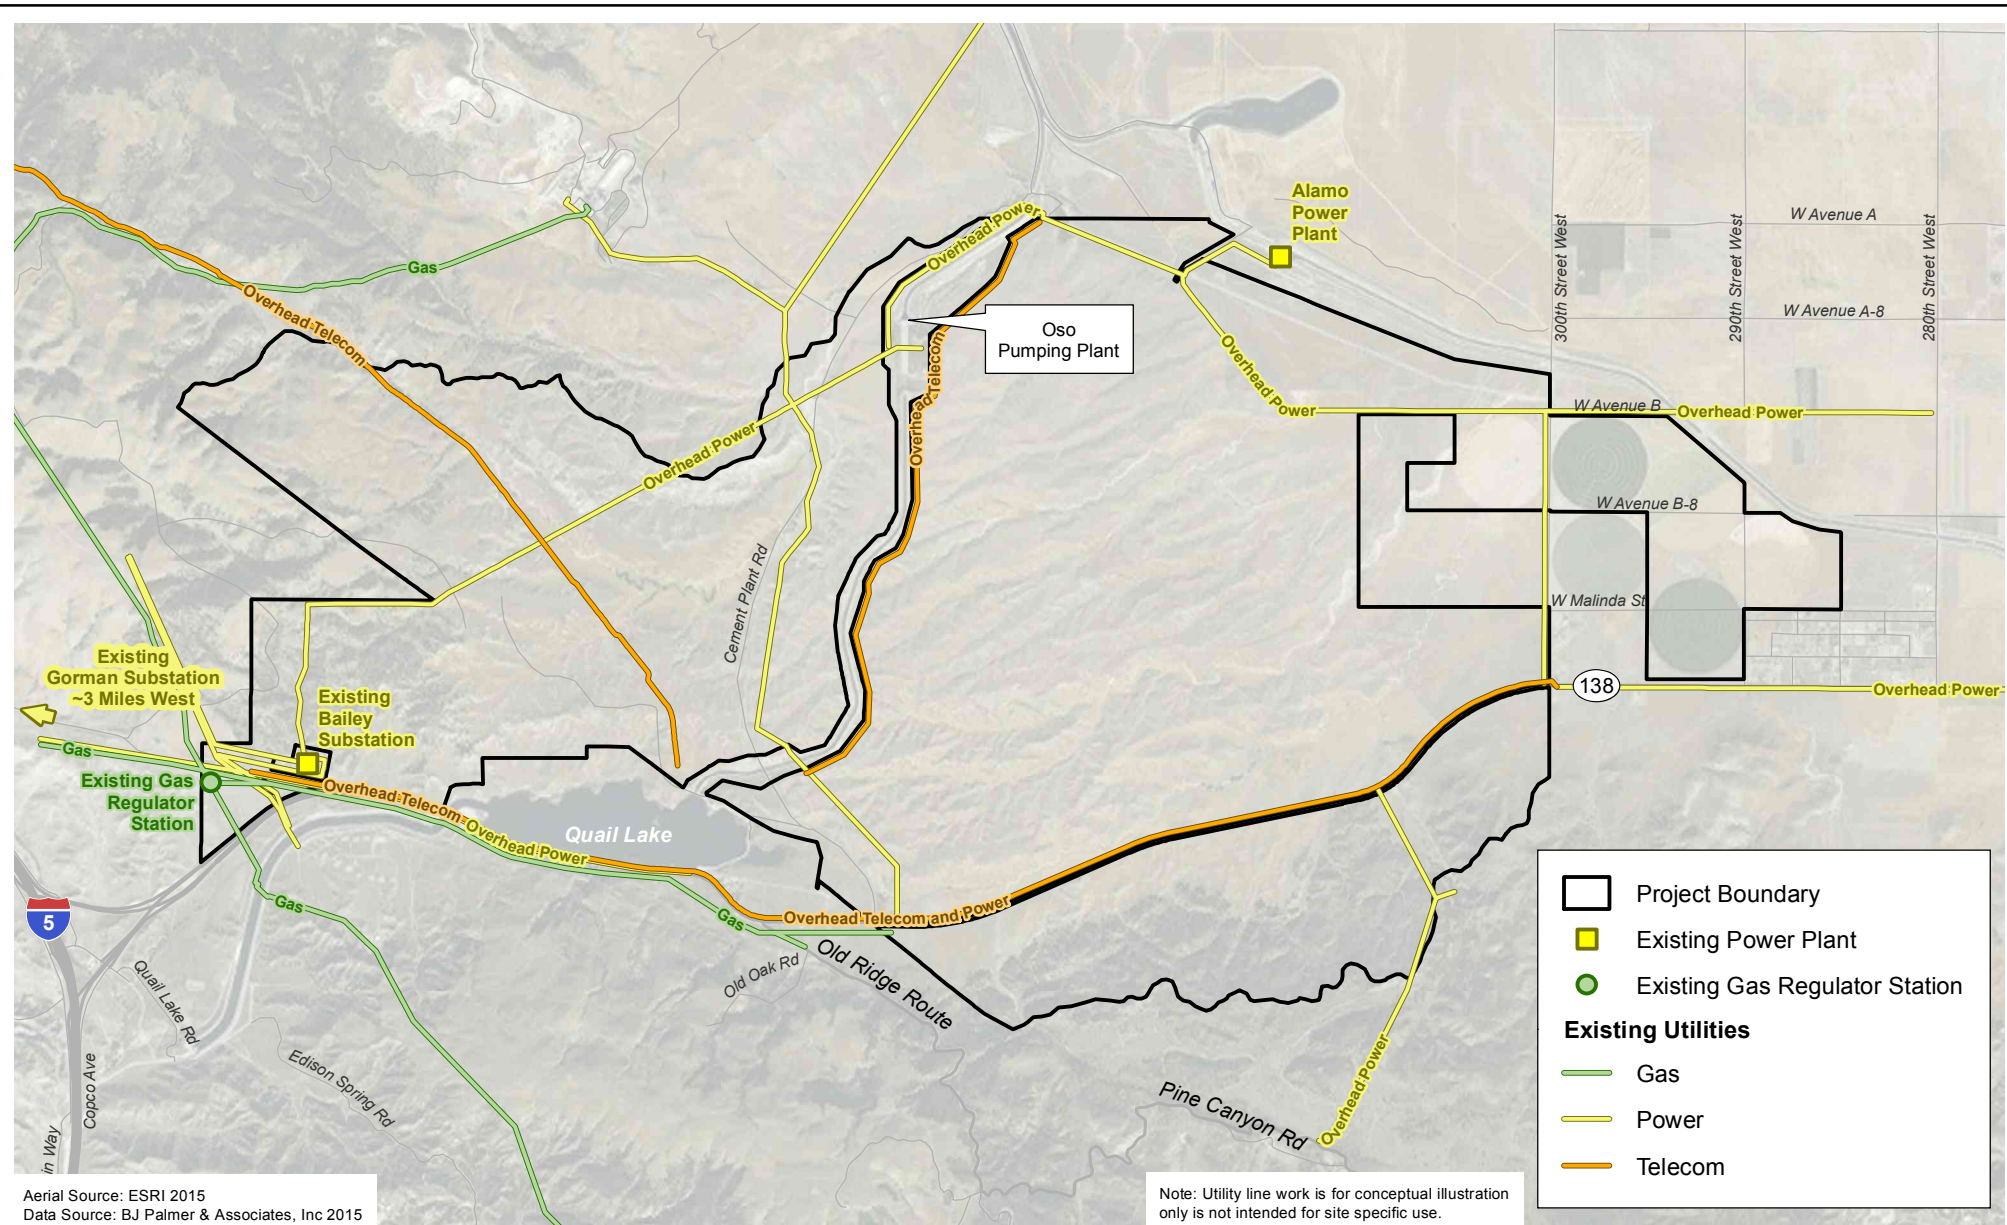 Alamo
Power
Plant
W Avenue A
300th Street West
290th Street West
280th Street West
Overhead Power
Gas
Overhead Telecom
Oso
Pumping Plant
W Avenue A-8
Overhead Telecom
Overhead Power
W Avenue B
Overhead Power
Overhead Power
Overhead Telecom
W Avenue B-8
Cement Plant Rd
W Malinda St
Existing
Gorman Substation
~3 Miles West
Existing
Bailey
Substation
138
Overhead Power
Gas
Existing Gas
Regulator
Station
Overhead Telecom
Overhead Power
Quail Lake
Gas
Gas
Overhead Telecom and Power
5
Old Oak Rd
Old Ridge Route
Quail Lake Rd
Edison Spring Rd
Copco Ave
in Way
Pine Canyon Rd
Overhead Power
Project Boundary
Existing Power Plant
Existing Gas Regulator Station
Existing Utilities
Gas
Power
Telecom
Aerial Source: ESRI 2015
Data Source: BJ Palmer & Associates, Inc 2015
Note: Utility line work is for conceptual illustration
only is not intended for site specific use.